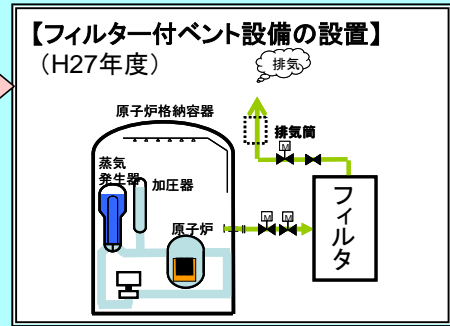 【フィルター付ベント設備の設置】
(H27年度)
排気
原子炉格納容器
排気筒
M
蒸気
発生器
加圧器
原子炉
M M
フィルタ